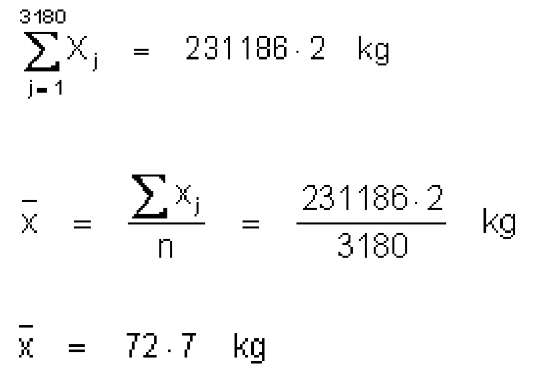 3180
∑ Xj = 231186·2 kg
j=1
x̄ = ∑xj / n = 231186·2 / 3180 kg
x̄ = 72·7 kg